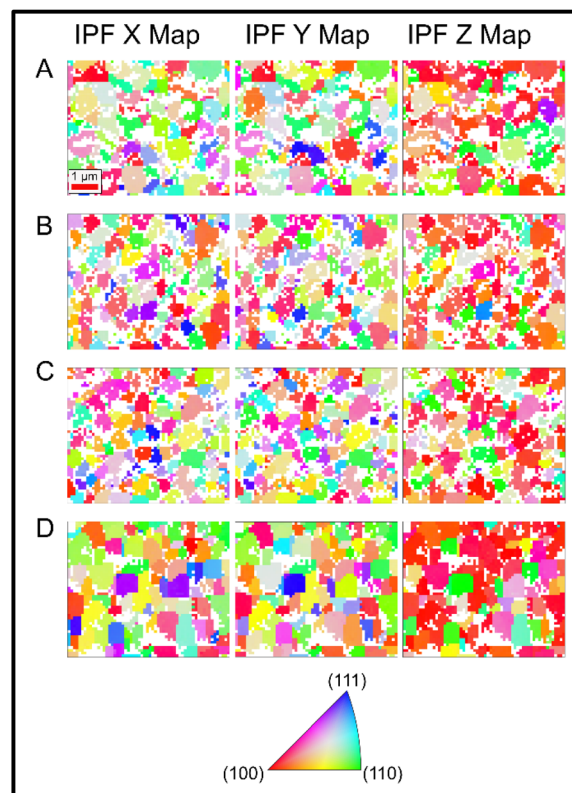 IPF X Map IPF Y Map IPF Z Map
A
1 µm
B
C
D
(111)
(100) (110)